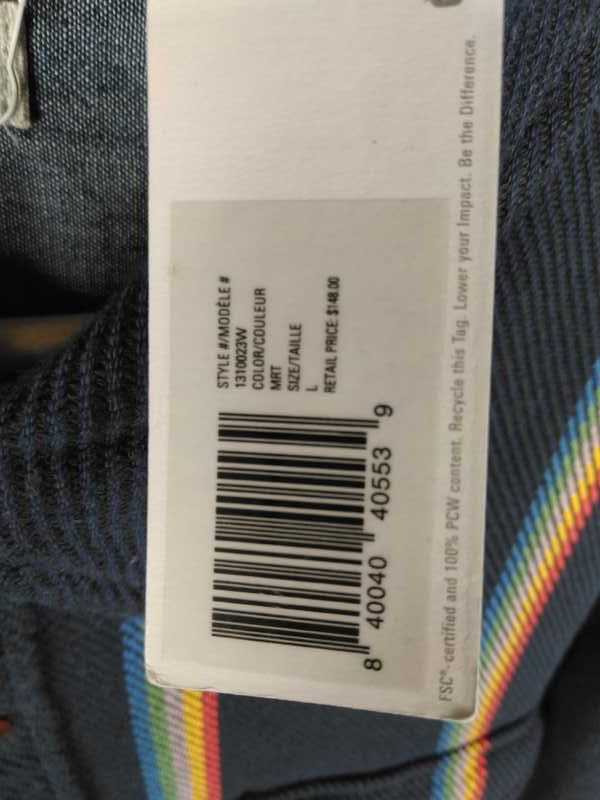 STYLE #/MODÈLE #
1310023W
COLOR/COULEUR
MRT
SIZE/TAILLE
L
RETAIL PRICE: $148.00
8 40040 40553 9
FSC®- certified and 100% PCW content. Recycle this Tag. Lower your Impact. Be the Difference.